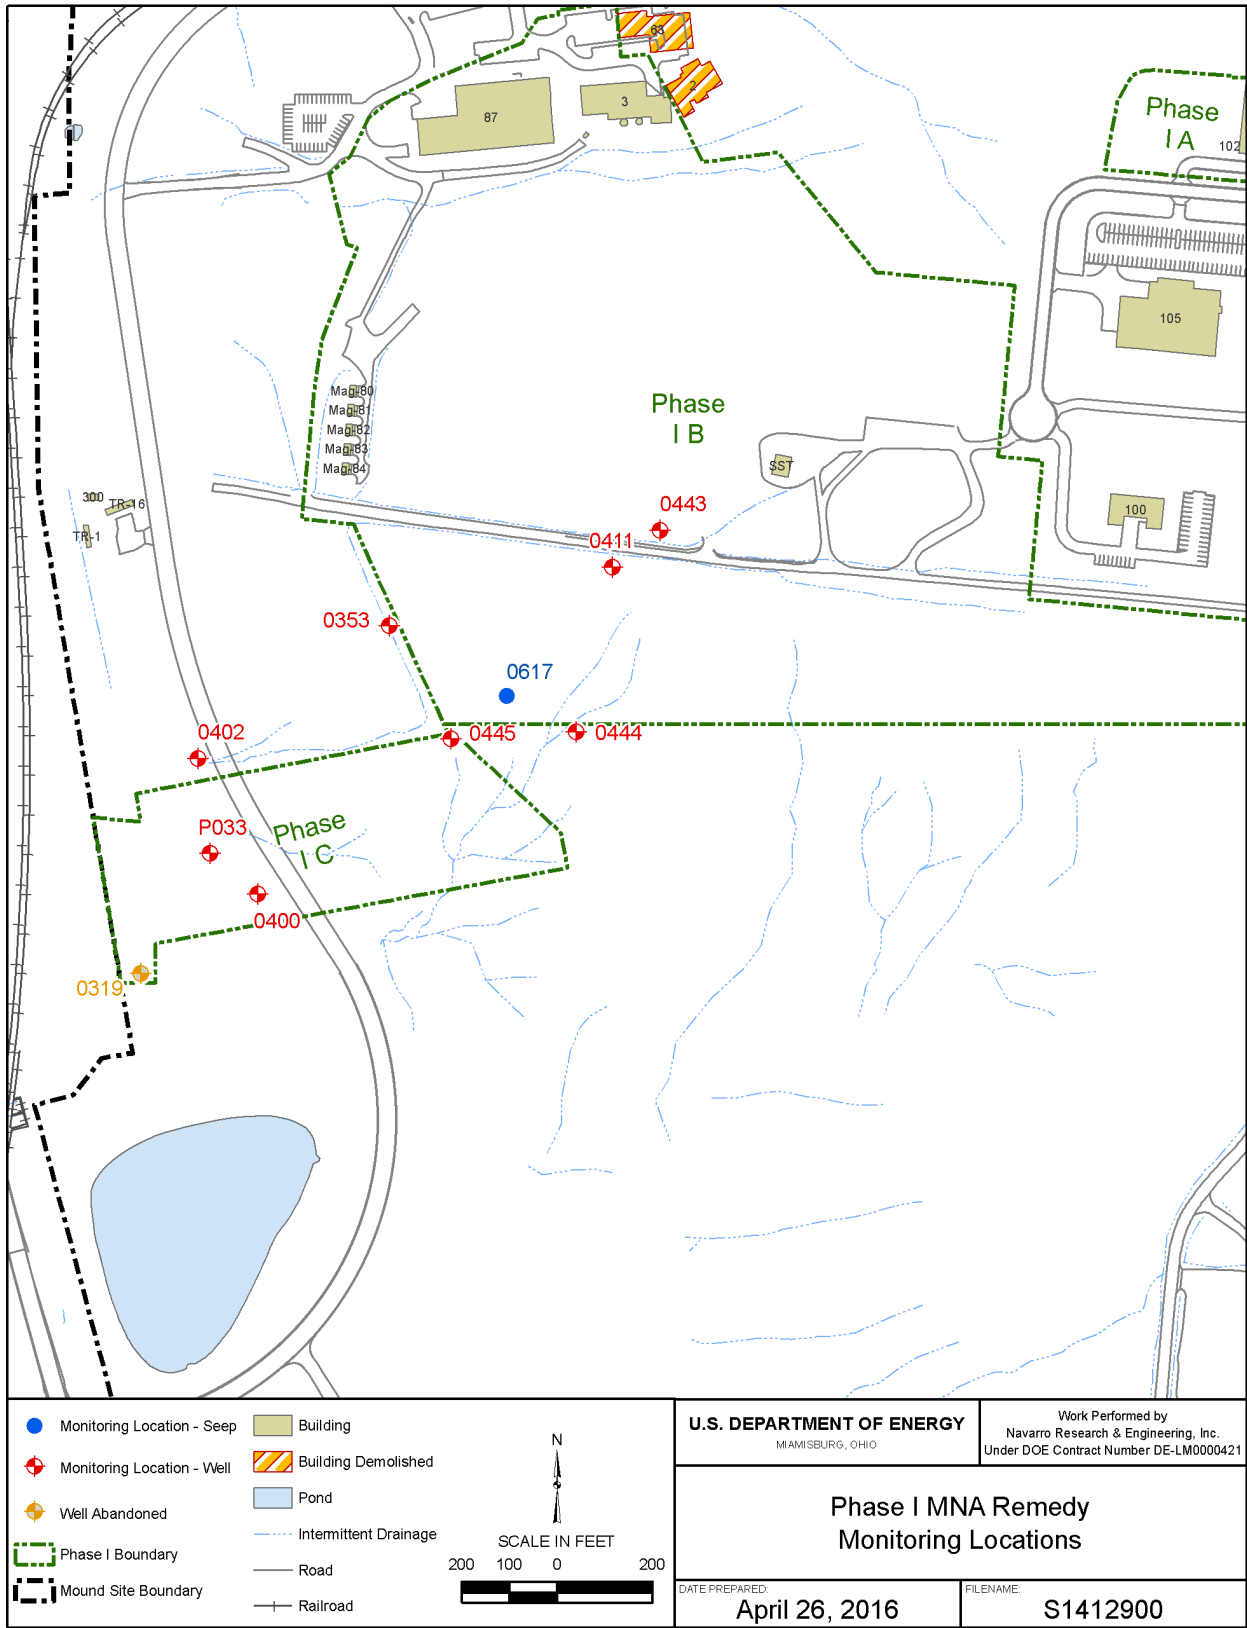 63
2
3
87
Phase
I A
102
105
Mag-80
Mag-81
Mag-82
Mag-83
Mag-84
Phase
I B
SST
300
TR-16
TR-1
100
0443
0411
0353
0617
0402
0445
0444
P033
Phase
I C
0400
0319
Monitoring Location - Seep
Monitoring Location - Well
Well Abandoned
Phase I Boundary
Mound Site Boundary
Building
Building Demolished
Pond
Intermittent Drainage
Road
Railroad
N
SCALE IN FEET
200 100 0 200
U.S. DEPARTMENT OF ENERGY
MIAMISBURG, OHIO
Work Performed by
Navarro Research & Engineering, Inc.
Under DOE Contract Number DE-LM0000421
Phase I MNA Remedy
Monitoring Locations
DATE PREPARED:
April 26, 2016
FILENAME:
S1412900